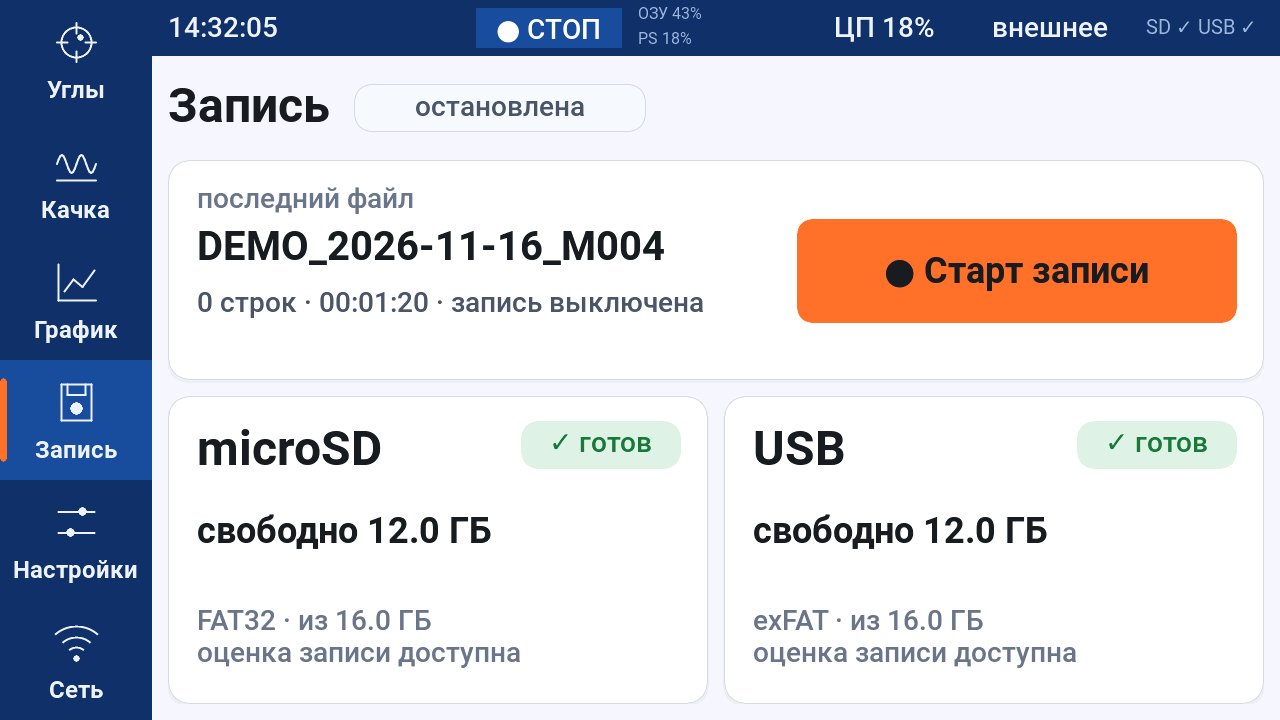 14:32:05
● СТОП
ОЗУ 43%
PS 18%
ЦП 18%
внешнее
SD ✓ USB ✓
Углы
Качка
График
Запись
Настройки
Сеть
Запись
остановлена
последний файл
DEMO_2026-11-16_M004
0 строк · 00:01:20 · запись выключена
● Старт записи
microSD
✓ готов
свободно 12.0 ГБ
FAT32 · из 16.0 ГБ
оценка записи доступна
USB
✓ готов
свободно 12.0 ГБ
exFAT · из 16.0 ГБ
оценка записи доступна